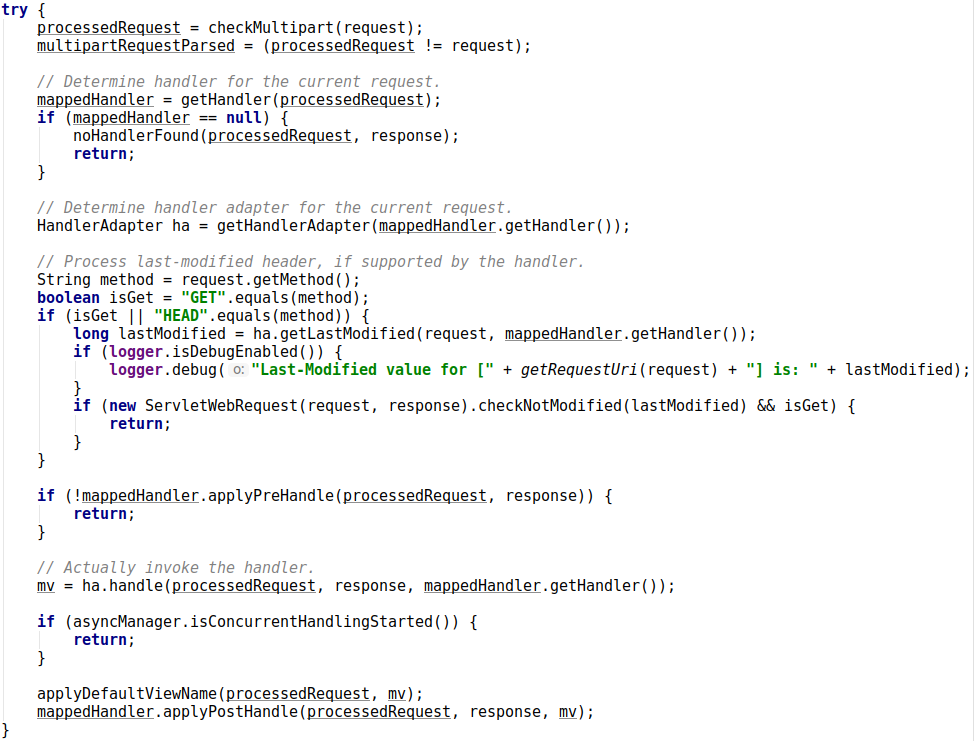 try {
    processedRequest = checkMultipart(request);
    multipartRequestParsed = (processedRequest != request);

    // Determine handler for the current request.
    mappedHandler = getHandler(processedRequest);
    if (mappedHandler == null) {
        noHandlerFound(processedRequest, response);
        return;
    }

    // Determine handler adapter for the current request.
    HandlerAdapter ha = getHandlerAdapter(mappedHandler.getHandler());

    // Process last-modified header, if supported by the handler.
    String method = request.getMethod();
    boolean isGet = "GET".equals(method);
    if (isGet || "HEAD".equals(method)) {
        long lastModified = ha.getLastModified(request, mappedHandler.getHandler());
        if (logger.isDebugEnabled()) {
            logger.debug( o: "Last-Modified value for [" + getRequestUri(request) + "] is: " + lastModified);
        }
        if (new ServletWebRequest(request, response).checkNotModified(lastModified) && isGet) {
            return;
        }
    }

    if (!mappedHandler.applyPreHandle(processedRequest, response)) {
        return;
    }

    // Actually invoke the handler.
    mv = ha.handle(processedRequest, response, mappedHandler.getHandler());

    if (asyncManager.isConcurrentHandlingStarted()) {
        return;
    }

    applyDefaultViewName(processedRequest, mv);
    mappedHandler.applyPostHandle(processedRequest, response, mv);
}